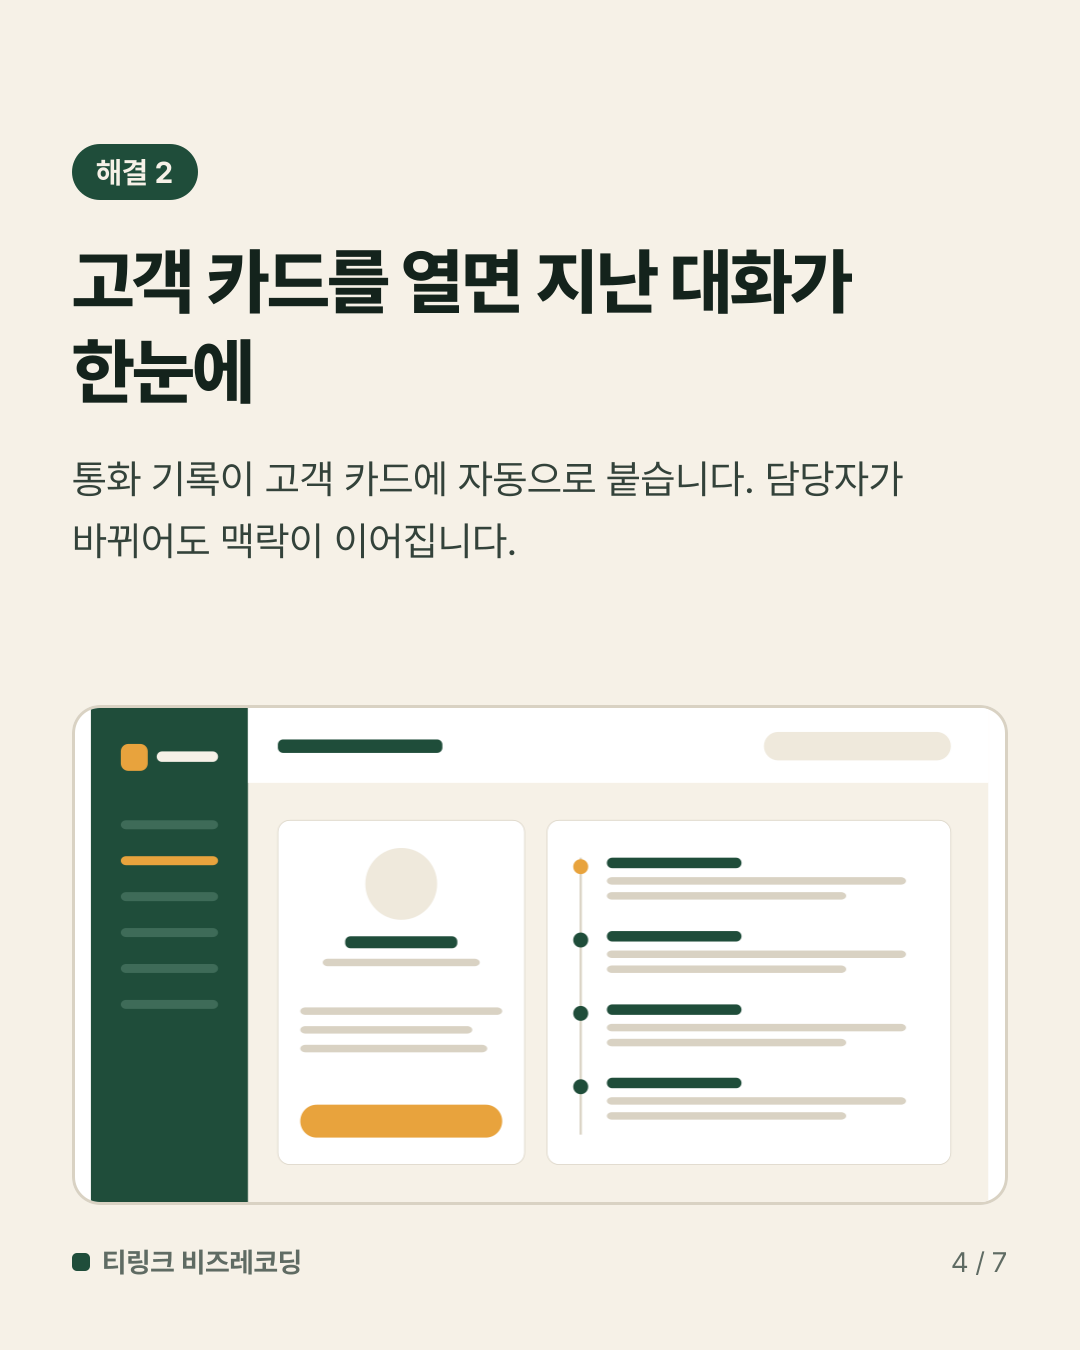 해결 2
고객 카드를 열면 지난 대화가
한눈에
통화 기록이 고객 카드에 자동으로 붙습니다. 담당자가
바뀌어도 맥락이 이어집니다.
티링크 비즈레코딩
4 / 7